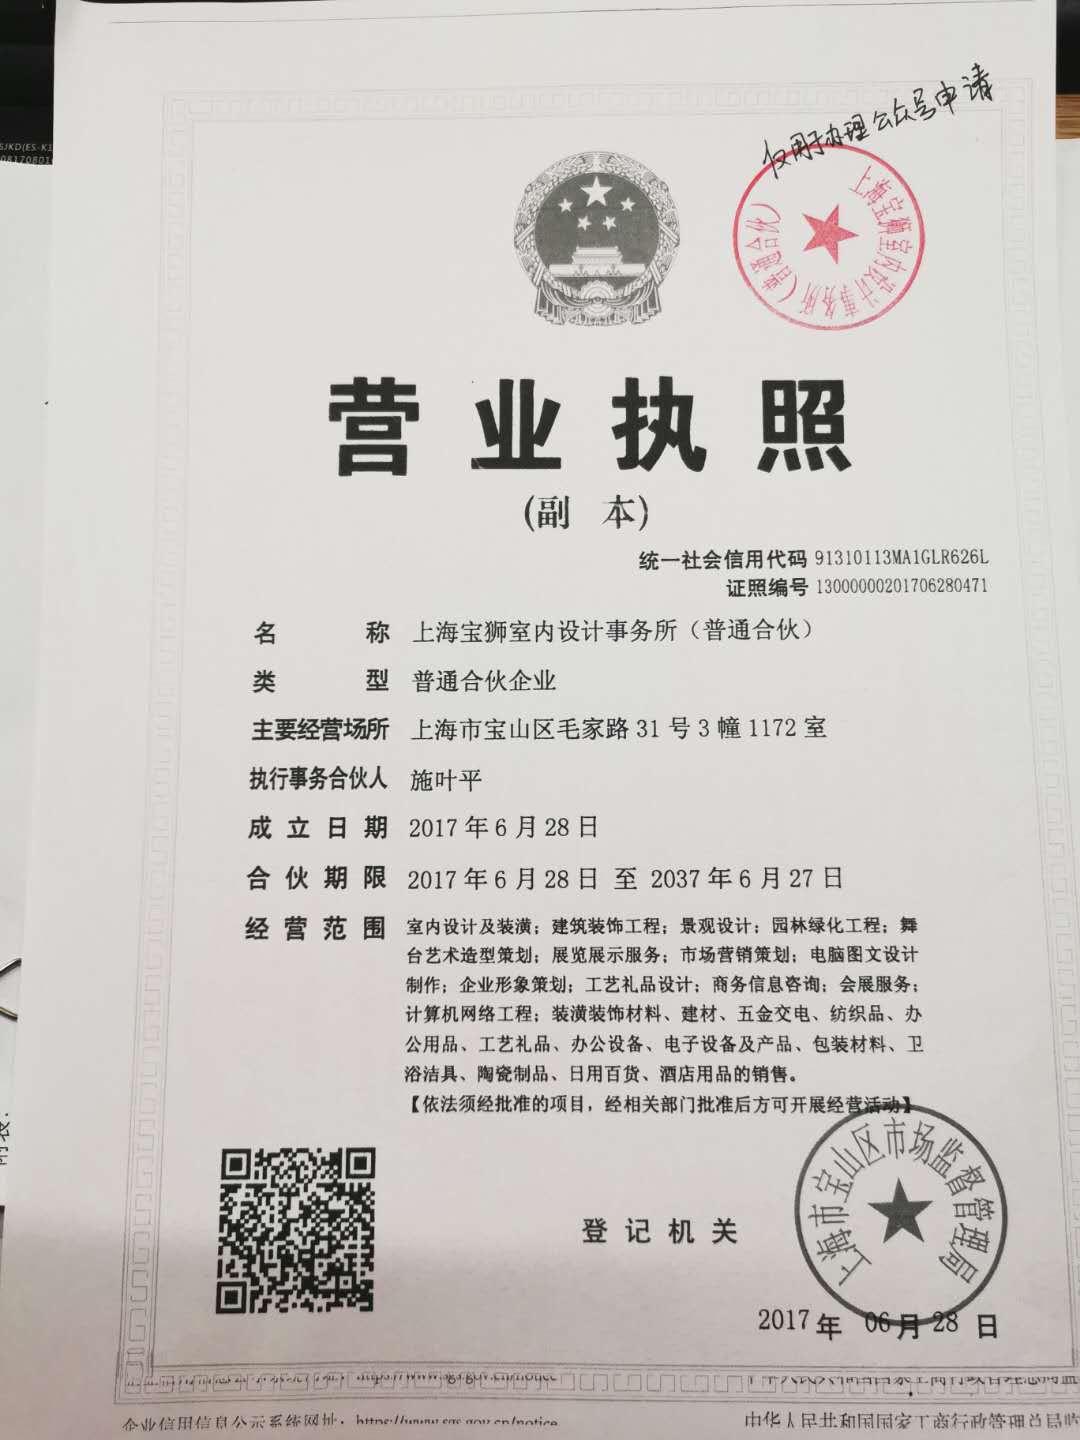 SJKD(ES-K1
仅用于办理公众号申请
上海宝狮室内设计事务所（普通合伙）
营业执照
(副 本)
统一社会信用代码 91310113MA1GLR626L
证照编号 13000000201706280471
名 称 上海宝狮室内设计事务所（普通合伙）
类 型 普通合伙企业
主要经营场所 上海市宝山区毛家路 31 号 3 幢 1172 室
执行事务合伙人 施叶平
成立日期 2017 年 6 月 28 日
合伙期限 2017 年 6 月 28 日 至 2037 年 6 月 27 日
经营范围 室内设计及装潢；建筑装饰工程；景观设计；园林绿化工程；舞
台艺术造型策划；展览展示服务；市场营销策划；电脑图文设计
制作；企业形象策划；工艺礼品设计；商务信息咨询；会展服务；
计算机网络工程；装潢装饰材料、建材、五金交电、纺织品、办
公用品、工艺礼品、办公设备、电子设备及产品、包装材料、卫
浴洁具、陶瓷制品、日用百货、酒店用品的销售。
【依法须经批准的项目，经相关部门批准后方可开展经营活动】
登记机关
上海市宝山区市场监督管理局
2017 年 06 月 28 日
企业信用信息公示系统网址：https://www.sgs.gov.cn/notice
中华人民共和国国家工商行政管理总局监